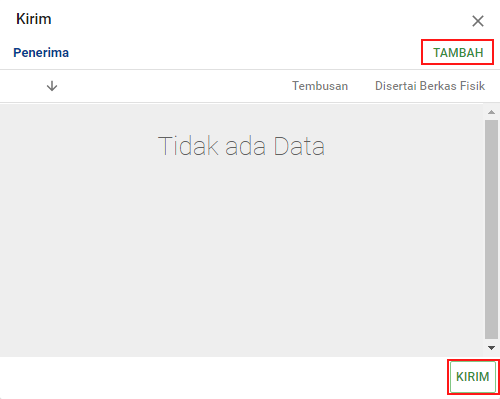 Kirim
Penerima TAMBAH
Tembusan Disertai Berkas Fisik
Tidak ada Data
KIRIM